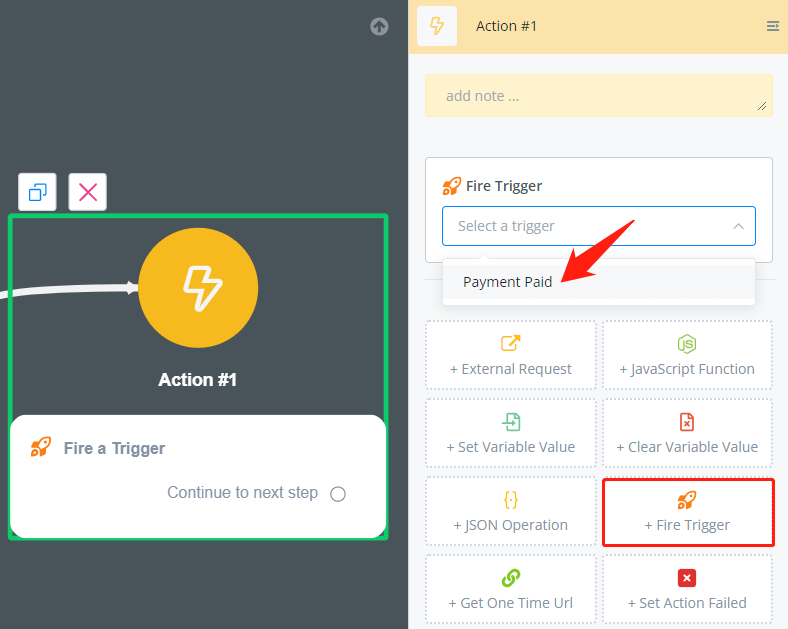 Action #1
add note ...
Fire Trigger
Select a trigger
Payment Paid
Action #1
Fire a Trigger
Continue to next step
+ External Request
+ JavaScript Function
+ Set Variable Value
+ Clear Variable Value
+ JSON Operation
+ Fire Trigger
+ Get One Time Url
+ Set Action Failed